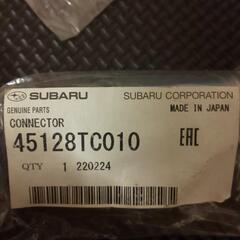 SUBARU SUBARU CORPORATION
GENUINE PARTS MADE IN JAPAN
CONNECTOR
45128TC010 EAC
QTY 1 220224